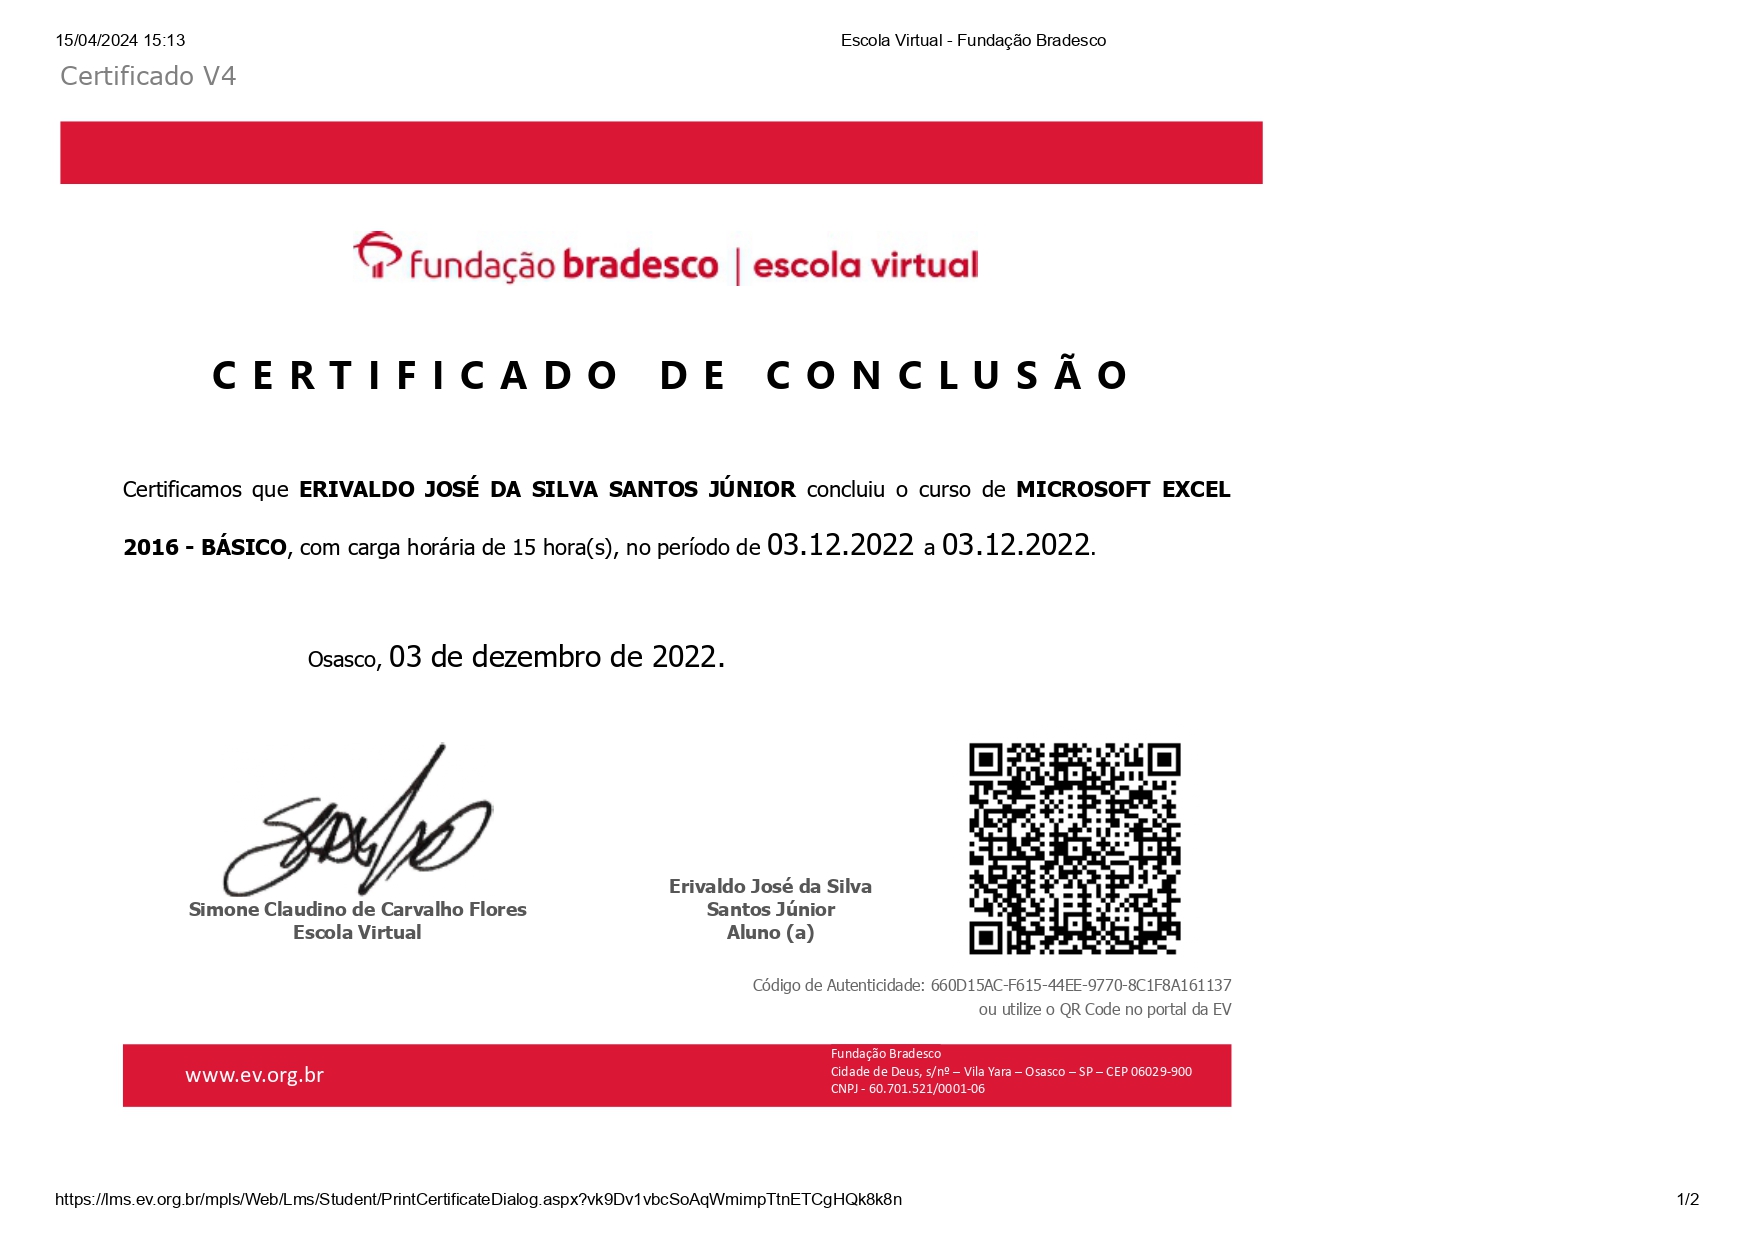 15/04/2024 15:13
Escola Virtual - Fundação Bradesco
Certificado V4
fundação bradesco | escola virtual
CERTIFICADO DE CONCLUSÃO
Certificamos que ERIVALDO JOSÉ DA SILVA SANTOS JÚNIOR concluiu o curso de MICROSOFT EXCEL
2016 - BÁSICO, com carga horária de 15 hora(s), no período de 03.12.2022 a 03.12.2022.
Osasco, 03 de dezembro de 2022.
Simone Claudino de Carvalho Flores
Escola Virtual
Erivaldo José da Silva
Santos Júnior
Aluno (a)
Código de Autenticidade: 660D15AC-F615-44EE-9770-8C1F8A161137
ou utilize o QR Code no portal da EV
www.ev.org.br
Fundação Bradesco
Cidade de Deus, s/nº – Vila Yara – Osasco – SP – CEP 06029-900
CNPJ - 60.701.521/0001-06
https://lms.ev.org.br/mpls/Web/Lms/Student/PrintCertificateDialog.aspx?vk9Dv1vbcSoAqWmimpTtnETCgHQk8k8n
1/2